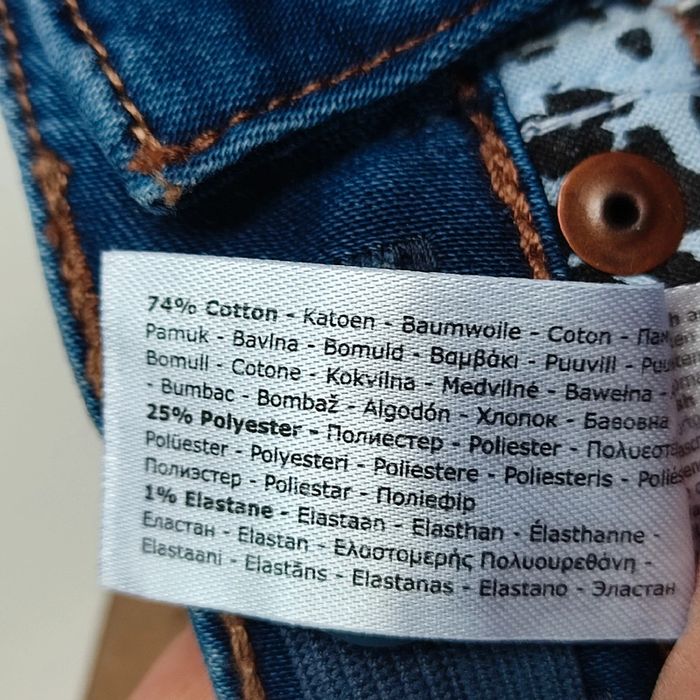 74% Cotton - Katoen - Baumwolle - Coton -
Pamuk - Bavlna - Bomuld - Βαμβάκι - Puuvill -
Bomull - Cotone - Kokvilna - Medvilnė - Bawełna -
- Bumbac - Bombaž - Algodón - Хлопок - Бавовна
25% Polyester - Полиестер - Poliester -
Polüester - Polyesteri - Poliestere - Poliesteris -
Полиэстер - Poliestar - Поліефір
1% Elastane - Elastaan - Elasthan - Élasthanne -
Еластан - Elastan - Ελαστομερής Πολυουρεθάνη -
Elastaani - Elastāns - Elastanas - Elastano - Эластан